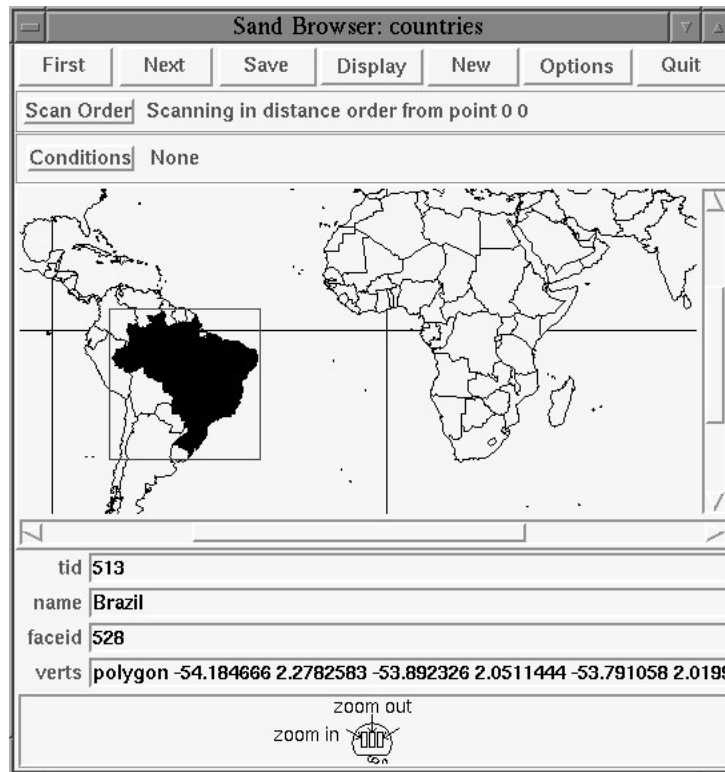 Sand Browser: countries
First Next Save Display New Options Quit
Scan Order Scanning in distance order from point 0 0
Conditions None
tid 513
name Brazil
faceid 528
verts polygon -54.184666 2.2782583 -53.892326 2.0511444 -53.791058 2.0199
zoom out
zoom in